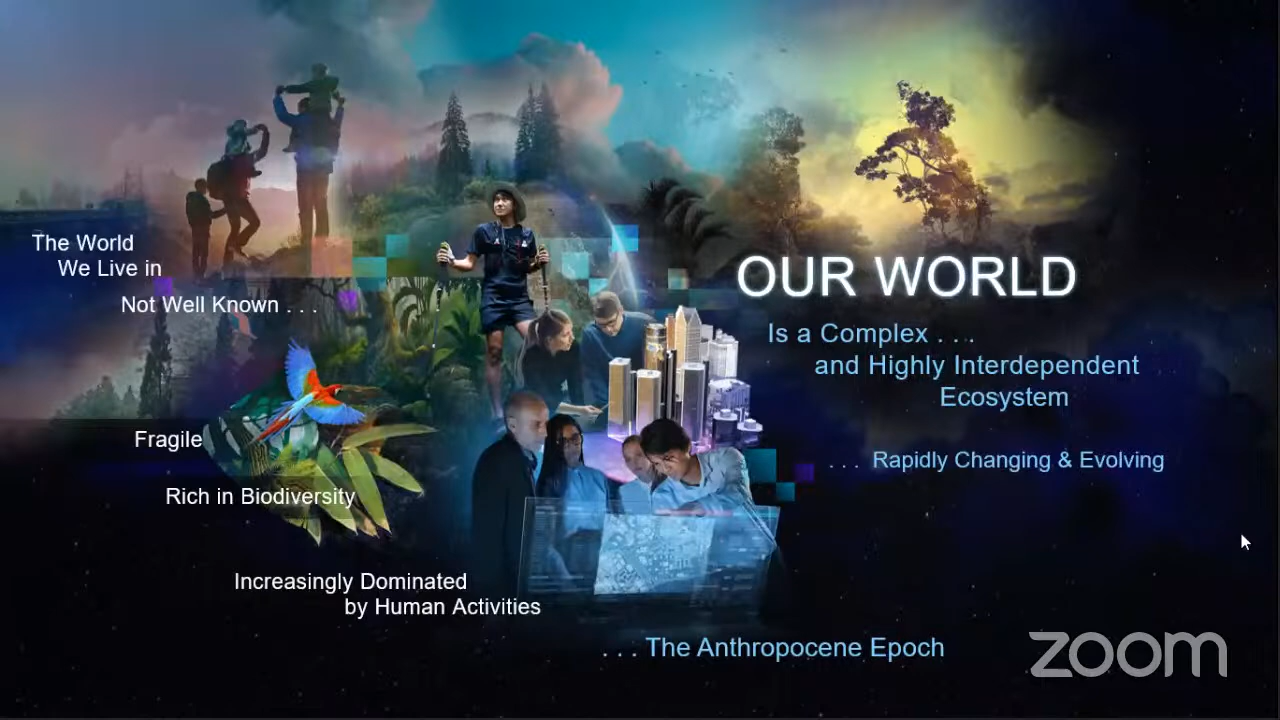 The World
We Live in
Not Well Known . . .
Fragile
Rich in Biodiversity
Increasingly Dominated
by Human Activities
OUR WORLD
Is a Complex . . .
and Highly Interdependent
Ecosystem
. . . Rapidly Changing & Evolving
. . . The Anthropocene Epoch
zoom